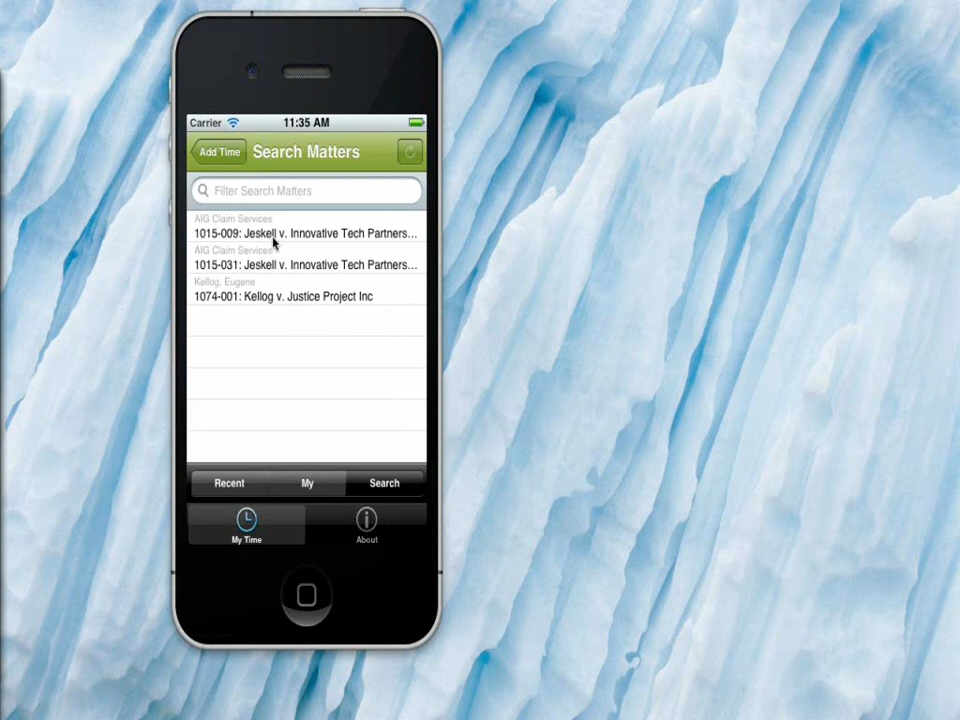 Carrier 11:35 AM
Add Time Search Matters
Filter Search Matters
AIG Claim Services
1015-009: Jeskell v. Innovative Tech Partners...
AIG Claim Services
1015-031: Jeskell v. Innovative Tech Partners...
Kellog, Eugene
1074-001: Kellog v. Justice Project Inc
Recent My Search
My Time About